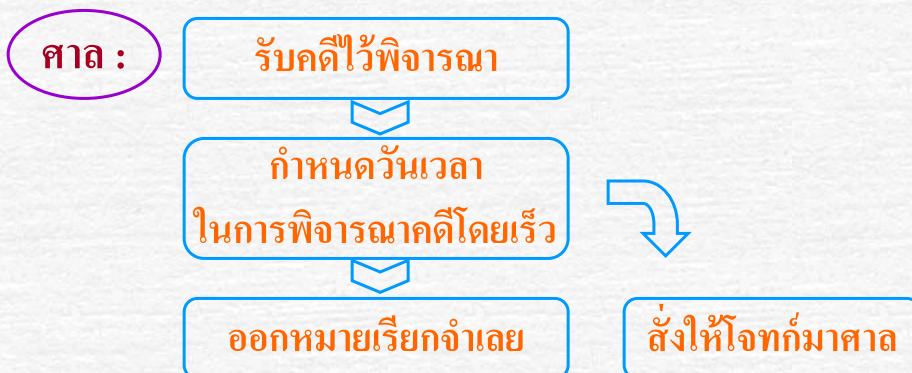 ศาล :
รับคดีไว้พิจารณา
กำหนดวันเวลา
ในการพิจารณาคดีโดยเร็ว
ออกหมายเรียกจำเลย
สั่งให้โจทก์มาศาล